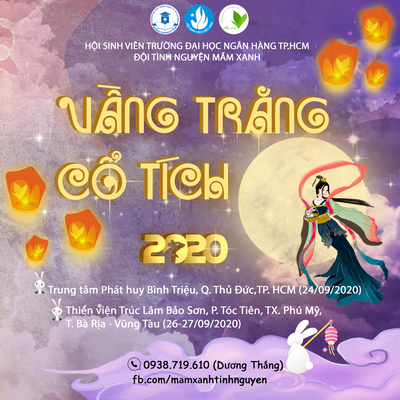 HỘI SINH VIÊN TRƯỜNG ĐẠI HỌC NGÂN HÀNG TP.HCM
ĐỘI TÌNH NGUYỆN MẦM XANH
VẦNG TRĂNG
CỔ TÍCH
2020
Trung tâm Phát huy Bình Triệu, Q. Thủ Đức,TP. HCM (24/09/2020)
Thiền viện Trúc Lâm Bảo Sơn, P. Tóc Tiên, TX. Phú Mỹ,
T. Bà Rịa - Vũng Tàu (26-27/09/2020)
0938.719.610 (Dương Thắng)
fb.com/mamxanhtinhnguyen